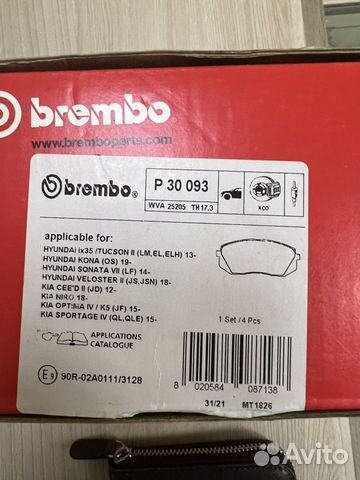 brembo
www.bremboparts.com
brembo
P 30 093
WVA 25205 TH 17.3
KCO
applicable for:
HYUNDAI ix35 /TUCSON II (LM,EL,ELH) 13-
HYUNDAI KONA (OS) 19-
HYUNDAI SONATA VII (LF) 14-
HYUNDAI VELOSTER II (JS,JSN) 18-
KIA CEE'D II (JD) 12-
KIA NIRO 18-
KIA OPTIMA IV / K5 (JF) 15-
KIA SPORTAGE IV (QL,QLE) 15-
1 Set / 4 Pcs
APPLICATIONS
CATALOGUE
E9 90R-02A0111/3128
8 020584 087138
31/21 MT1826
Avito